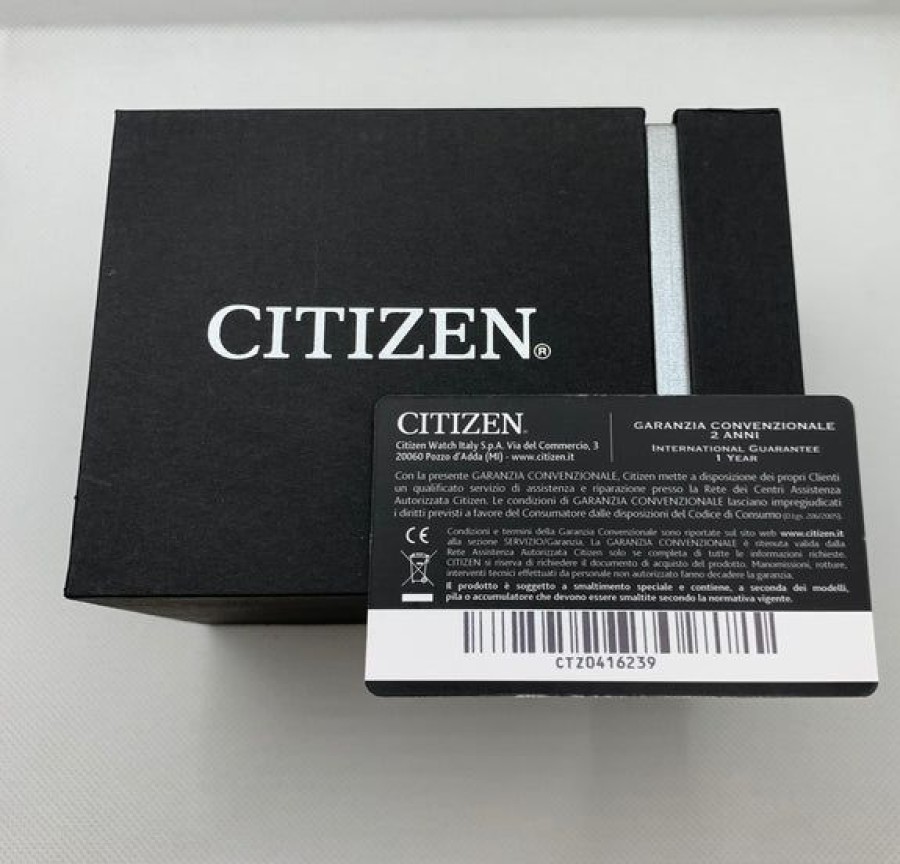 CITIZEN®
CITIZEN
Citizen Watch Italy S.p.A. Via del Commercio, 3
20060 Pozzo d'Adda (MI) - www.citizen.it
GARANZIA CONVENZIONALE
2 ANNI
INTERNATIONAL GUARANTEE
1 YEAR
Con la presente GARANZIA CONVENZIONALE, Citizen mette a disposizione dei propri Clienti
un qualificato servizio di assistenza e riparazione presso la Rete dei Centri Assistenza
Autorizzata Citizen. Le condizioni di GARANZIA CONVENZIONALE lasciano impregiudicati
i diritti previsti a favore del Consumatore dalle disposizioni del Codice di Consumo (D.lgs. 206/2005).
CE
Condizioni e termini della Garanzia Convenzionale sono riportate sul sito web www.citizen.it
alla sezione SERVIZIO/Garanzia. La GARANZIA CONVENZIONALE è ritenuta valida dalla
Rete Assistenza Autorizzata Citizen solo se completa di tutte le informazioni richieste.
CITIZEN si riserva di richiedere il documento di acquisto del prodotto. Manomissioni, rotture,
interventi tecnici effettuati da personale non autorizzato fanno decadere la garanzia.
Il prodotto è soggetto a smaltimento speciale e contiene, a seconda dei modelli,
pila o accumulatore che devono essere smaltite secondo la normativa vigente.
CTZ0416239